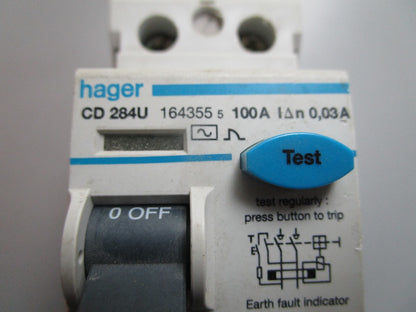 hager
CD 284U 164355 5 100A I∆n 0,03A
Test
0 OFF
test regularly :
press button to trip
T
E
Earth fault indicator